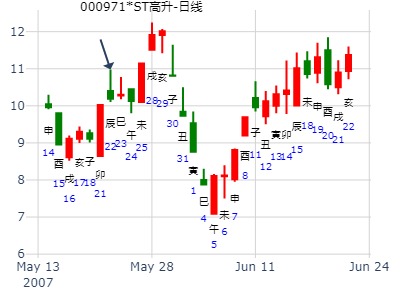 000971*ST高升-日线
12
11
10
9
8
7
6
申
14
酉
15
戌
16
亥
17
子
18
卯
21
辰
22
巳
23
午
24
未
25
戌
28
亥
29
子
30
丑
31
寅
1
巳
4
午
5
未
6
申
7
酉
8
子
11
丑
12
寅
13
卯
14
辰
15
未
18
申
19
酉
20
戌
21
亥
22
May 13
May 28
Jun 11
Jun 24
2007